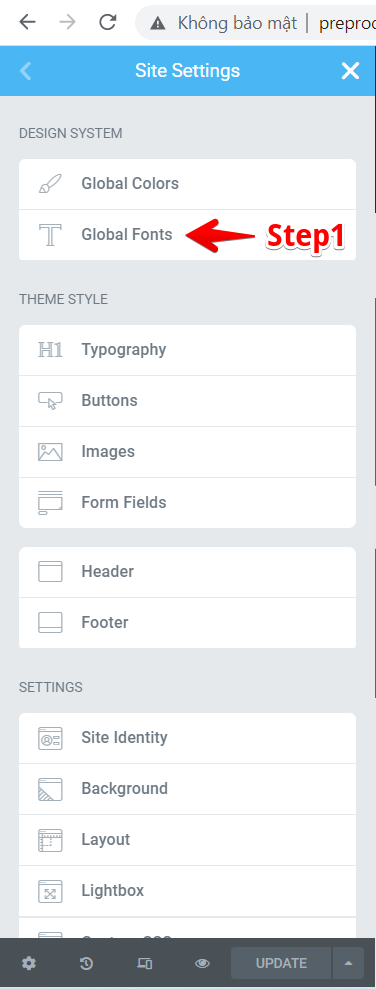 Không bảo mật | preproc
Site Settings
DESIGN SYSTEM
Global Colors
Global Fonts Step1
THEME STYLE
H1 Typography
Buttons
Images
Form Fields
Header
Footer
SETTINGS
Site Identity
Background
Layout
Lightbox
UPDATE